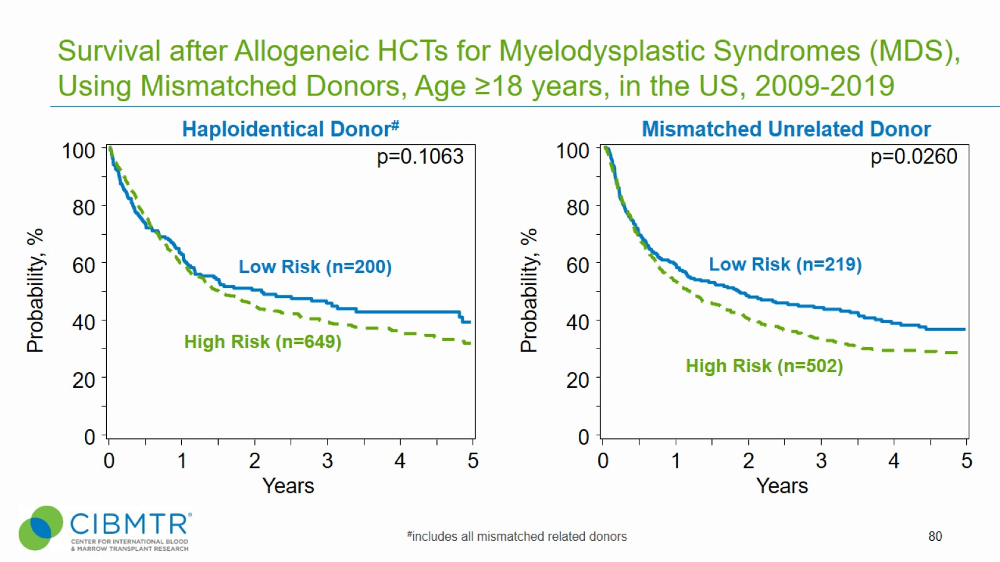 Survival after Allogeneic HCTs for Myelodysplastic Syndromes (MDS),
Using Mismatched Donors, Age ≥18 years, in the US, 2009-2019
Haploidentical Donor#
p=0.1063
100
80
60
40
20
0
Probability, %
Low Risk (n=200)
High Risk (n=649)
0 1 2 3 4 5
Years
Mismatched Unrelated Donor
p=0.0260
100
80
60
40
20
0
Probability, %
Low Risk (n=219)
High Risk (n=502)
0 1 2 3 4 5
Years
CIBMTR®
CENTER FOR INTERNATIONAL BLOOD
& MARROW TRANSPLANT RESEARCH
#includes all mismatched related donors
80